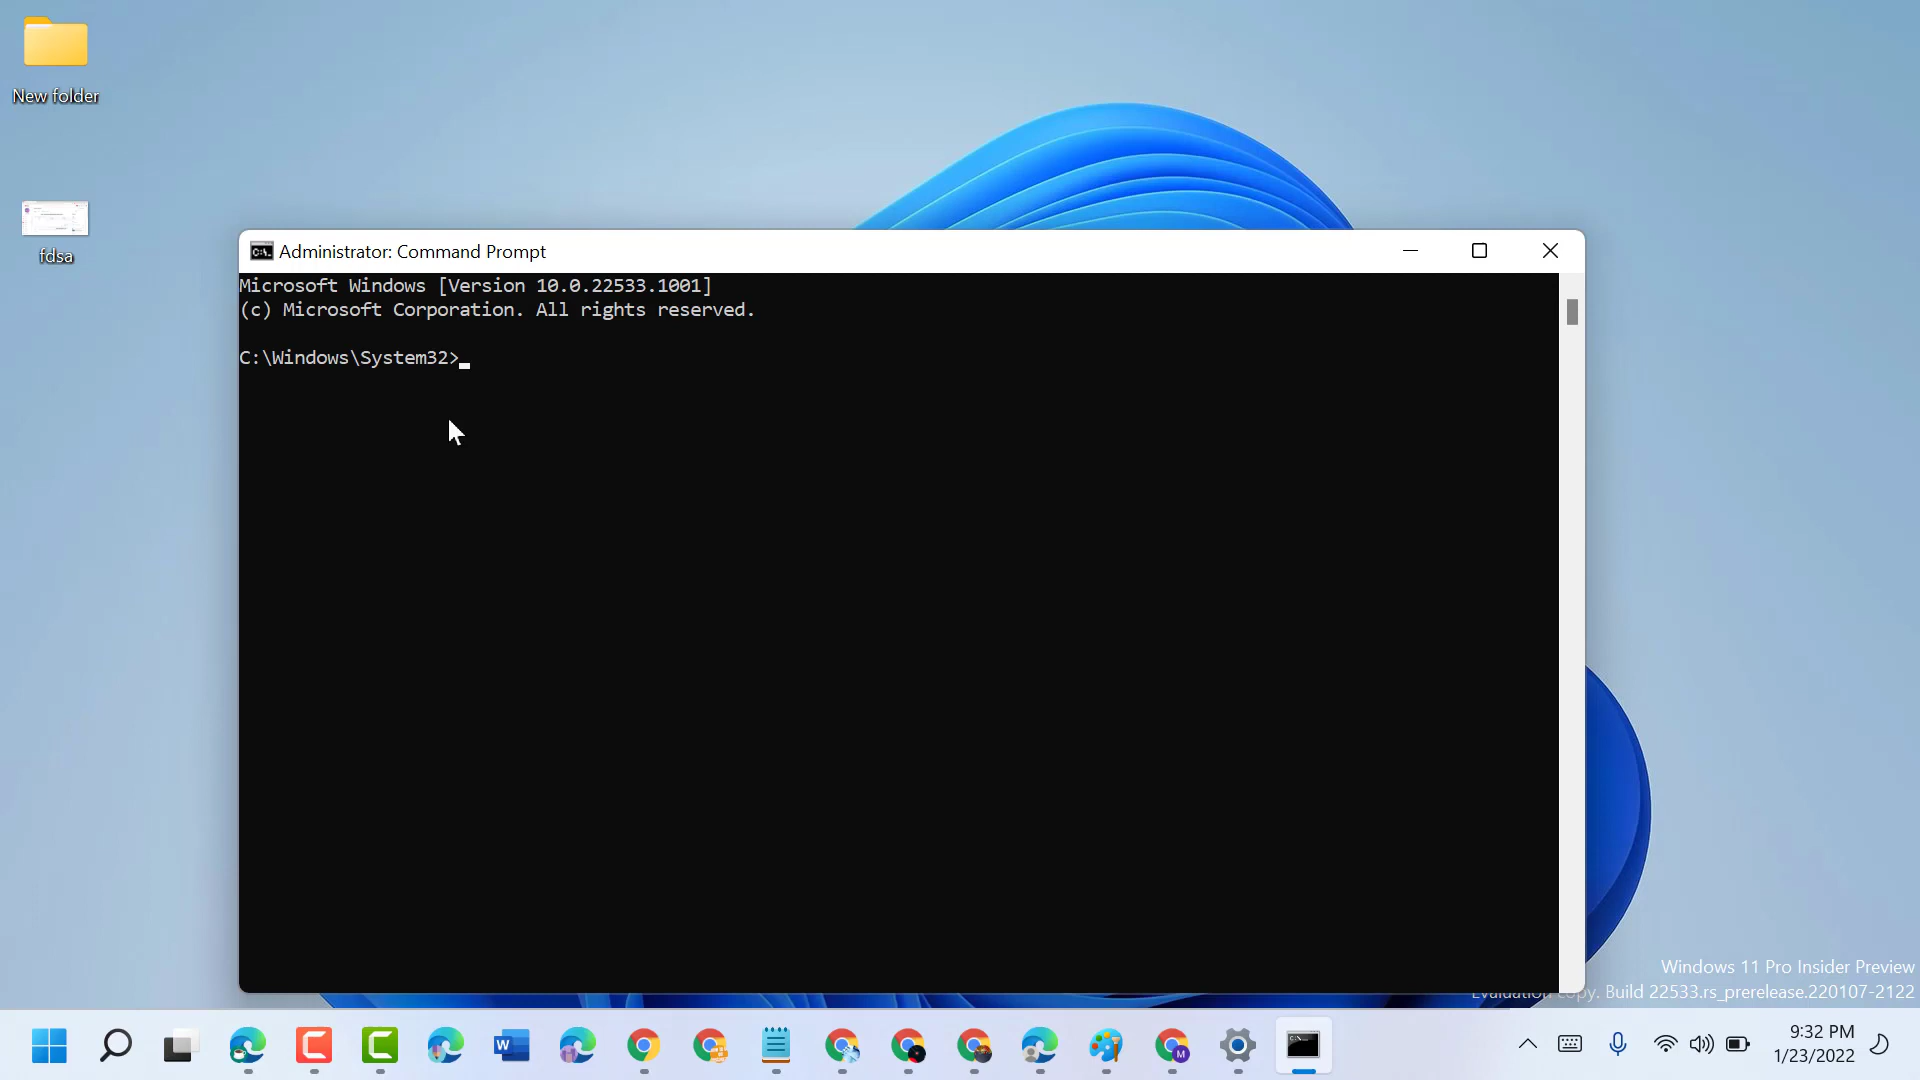 New folder
fdsa
Administrator: Command Prompt
Microsoft Windows [Version 10.0.22533.1001]
(c) Microsoft Corporation. All rights reserved.
C:\Windows\System32>
Windows 11 Pro Insider Preview
Evaluation copy. Build 22533.rs_prerelease.220107-2122
9:32 PM
1/23/2022